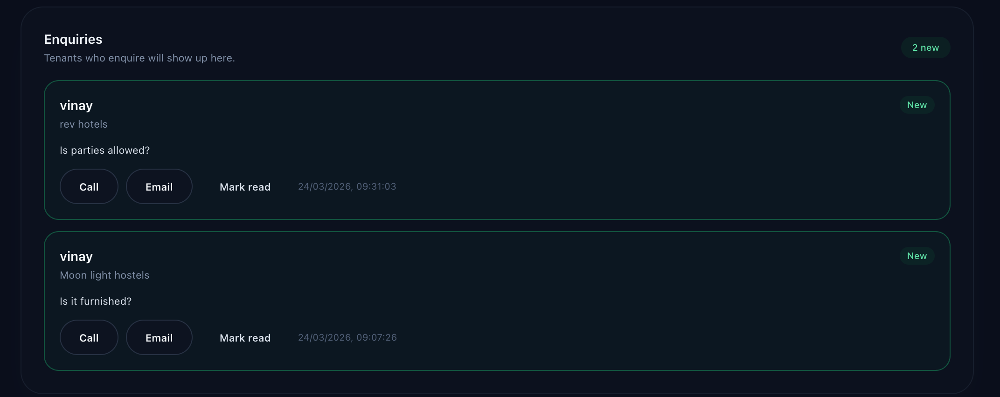 Enquiries
Tenants who enquire will show up here.
2 new
vinay
New
rev hotels
Is parties allowed?
Call Email Mark read 24/03/2026, 09:31:03
vinay
New
Moon light hostels
Is it furnished?
Call Email Mark read 24/03/2026, 09:07:26